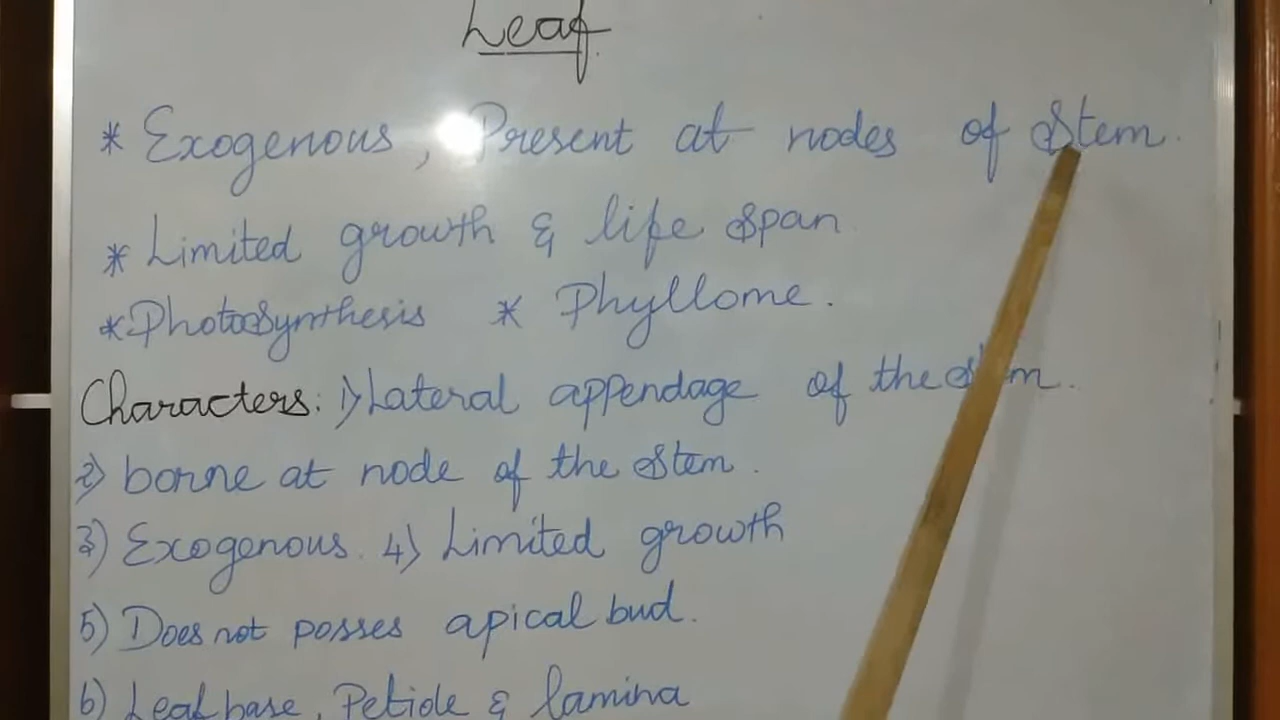 Leaf
* Exogenous, Present at nodes of Stem.
* Limited growth & life span
* Photosynthesis * Phyllome.
Characters: 1) Lateral appendage of the
2) borne at node of the Stem.
3) Exogenous. 4) Limited growth
5) Does not posses apical bud.
6) Leaf base, Petiole & lamina